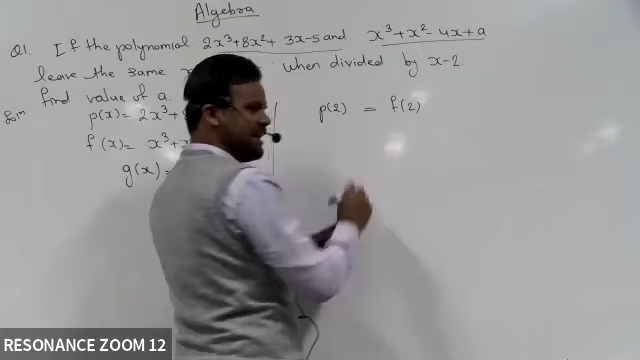 Algebra
Q1. If the polynomial 2x³+8x²+ 3x-5 and x³+x²-4x+a
leave the same when divided by x-2.
find value of a.
Soln p(x)= 2x³+
f(x)= x³+x
g(x)=
p(2) = f(2)
RESONANCE ZOOM 12